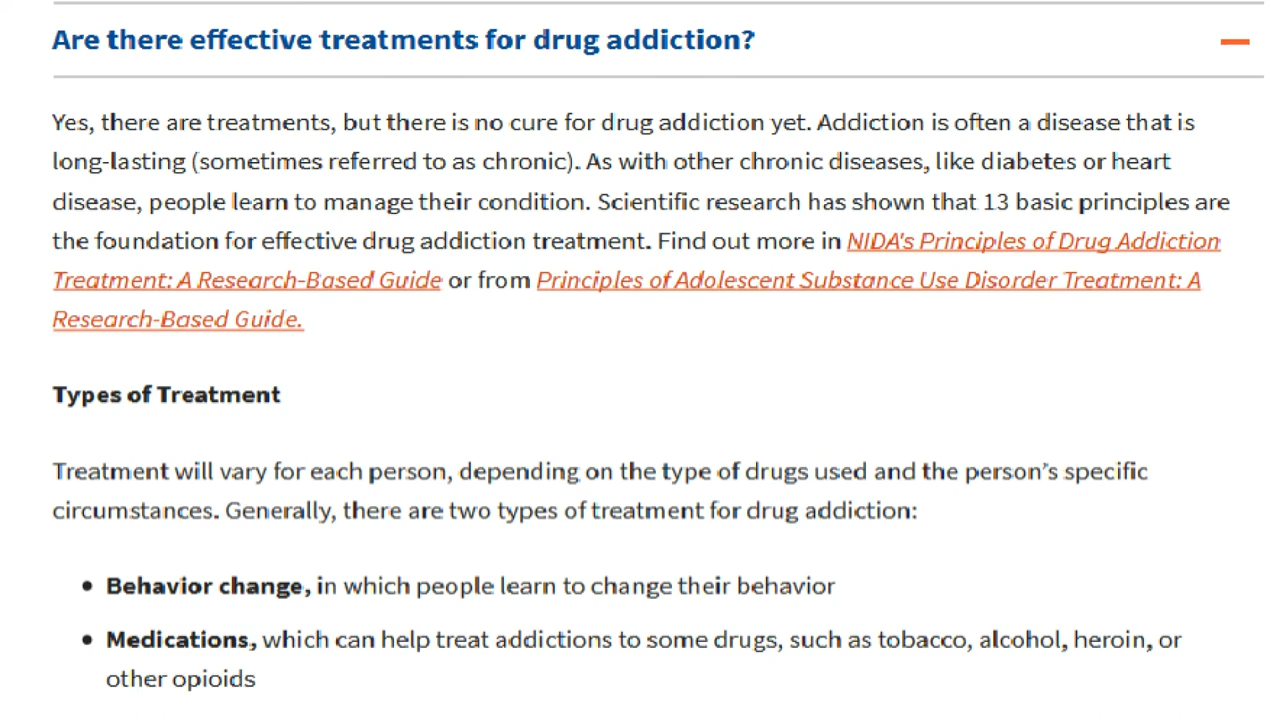 Are there effective treatments for drug addiction?
Yes, there are treatments, but there is no cure for drug addiction yet. Addiction is often a disease that is
long-lasting (sometimes referred to as chronic). As with other chronic diseases, like diabetes or heart
disease, people learn to manage their condition. Scientific research has shown that 13 basic principles are
the foundation for effective drug addiction treatment. Find out more in NIDA's Principles of Drug Addiction
Treatment: A Research-Based Guide or from Principles of Adolescent Substance Use Disorder Treatment: A
Research-Based Guide.
Types of Treatment
Treatment will vary for each person, depending on the type of drugs used and the person’s specific
circumstances. Generally, there are two types of treatment for drug addiction:
• Behavior change, in which people learn to change their behavior
• Medications, which can help treat addictions to some drugs, such as tobacco, alcohol, heroin, or
other opioids